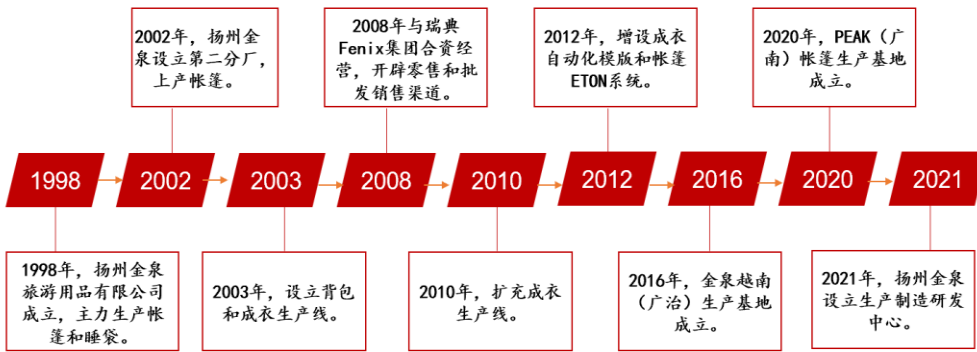 2002年，扬州金
泉设立第二分厂，
上产帐篷。
2008年与瑞典
Fenix集团合资经
营，开辟零售和批
发销售渠道。
2012年，增设成衣
自动化模版和帐篷
ETON系统。
2020年，PEAK（广
南）帐篷生产基地
成立。
1998
2002
2003
2008
2010
2012
2016
2020
2021
1998年，扬州金泉
旅游用品有限公司
成立，主力生产帐
篷和睡袋。
2003年，设立背包
和成衣生产线。
2010年，扩充成衣
生产线。
2016年，金泉越南
（广治）生产基地
成立。
2021年，扬州金泉
设立生产制造研发
中心。